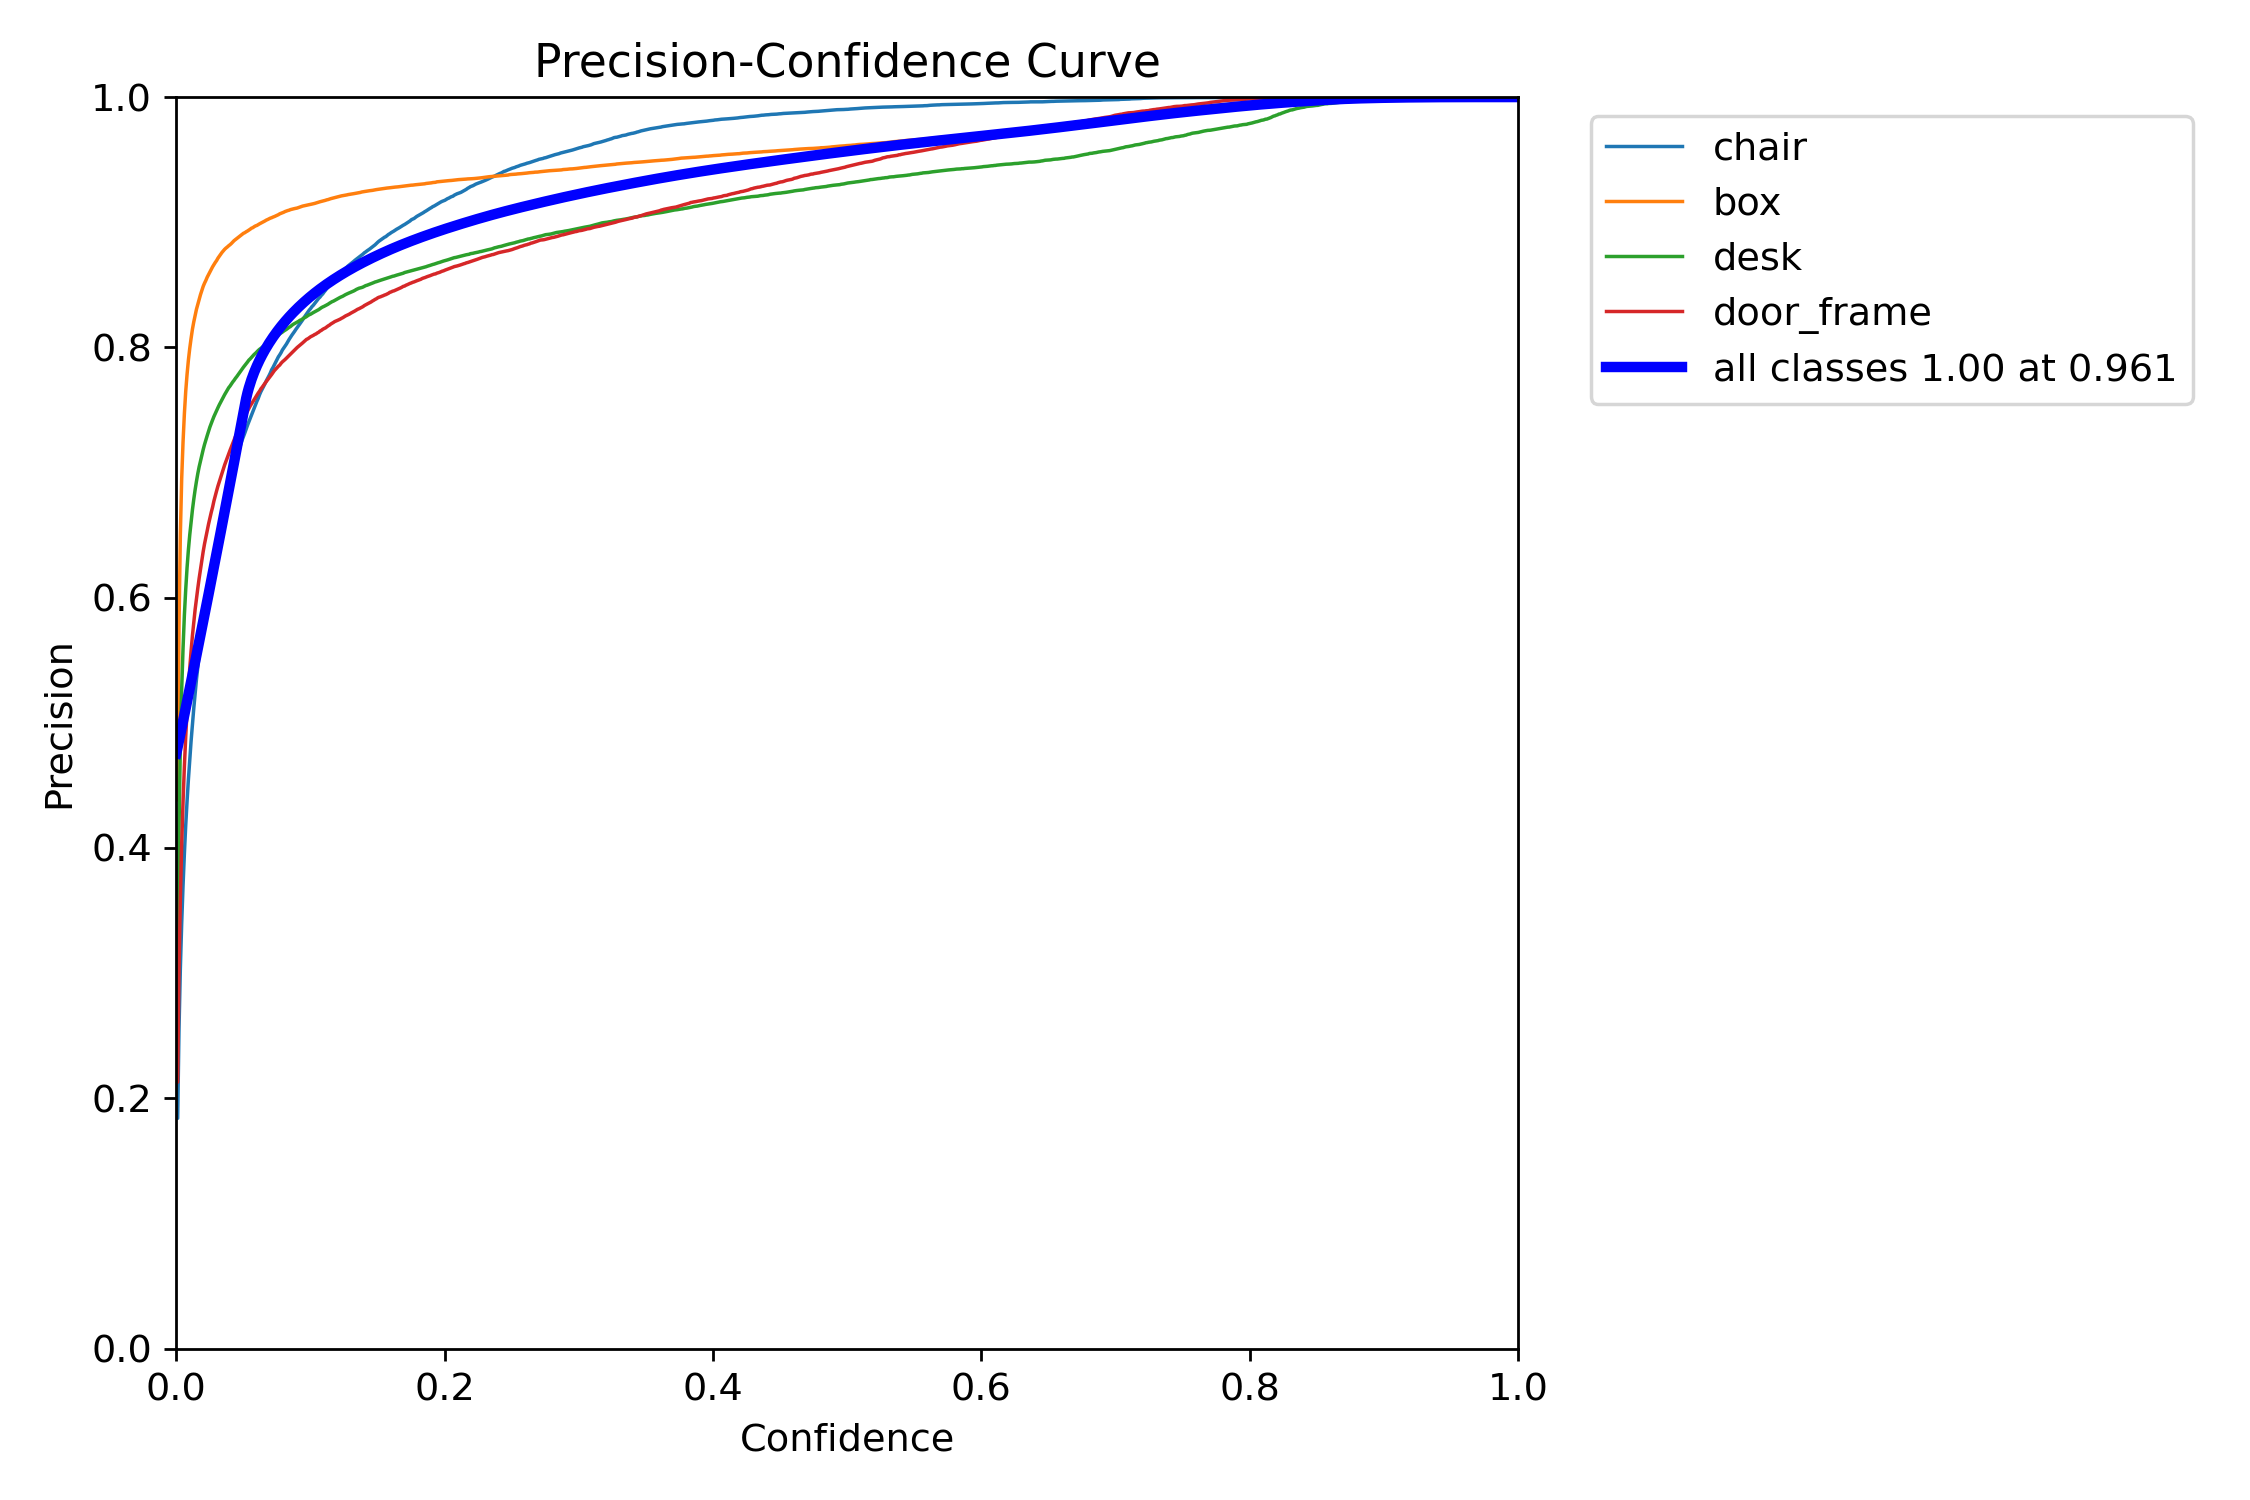 Precision-Confidence Curve
1.0
0.8
0.6
0.4
0.2
0.0
Precision
0.0 0.2 0.4 0.6 0.8 1.0
Confidence
chair
box
desk
door_frame
all classes 1.00 at 0.961